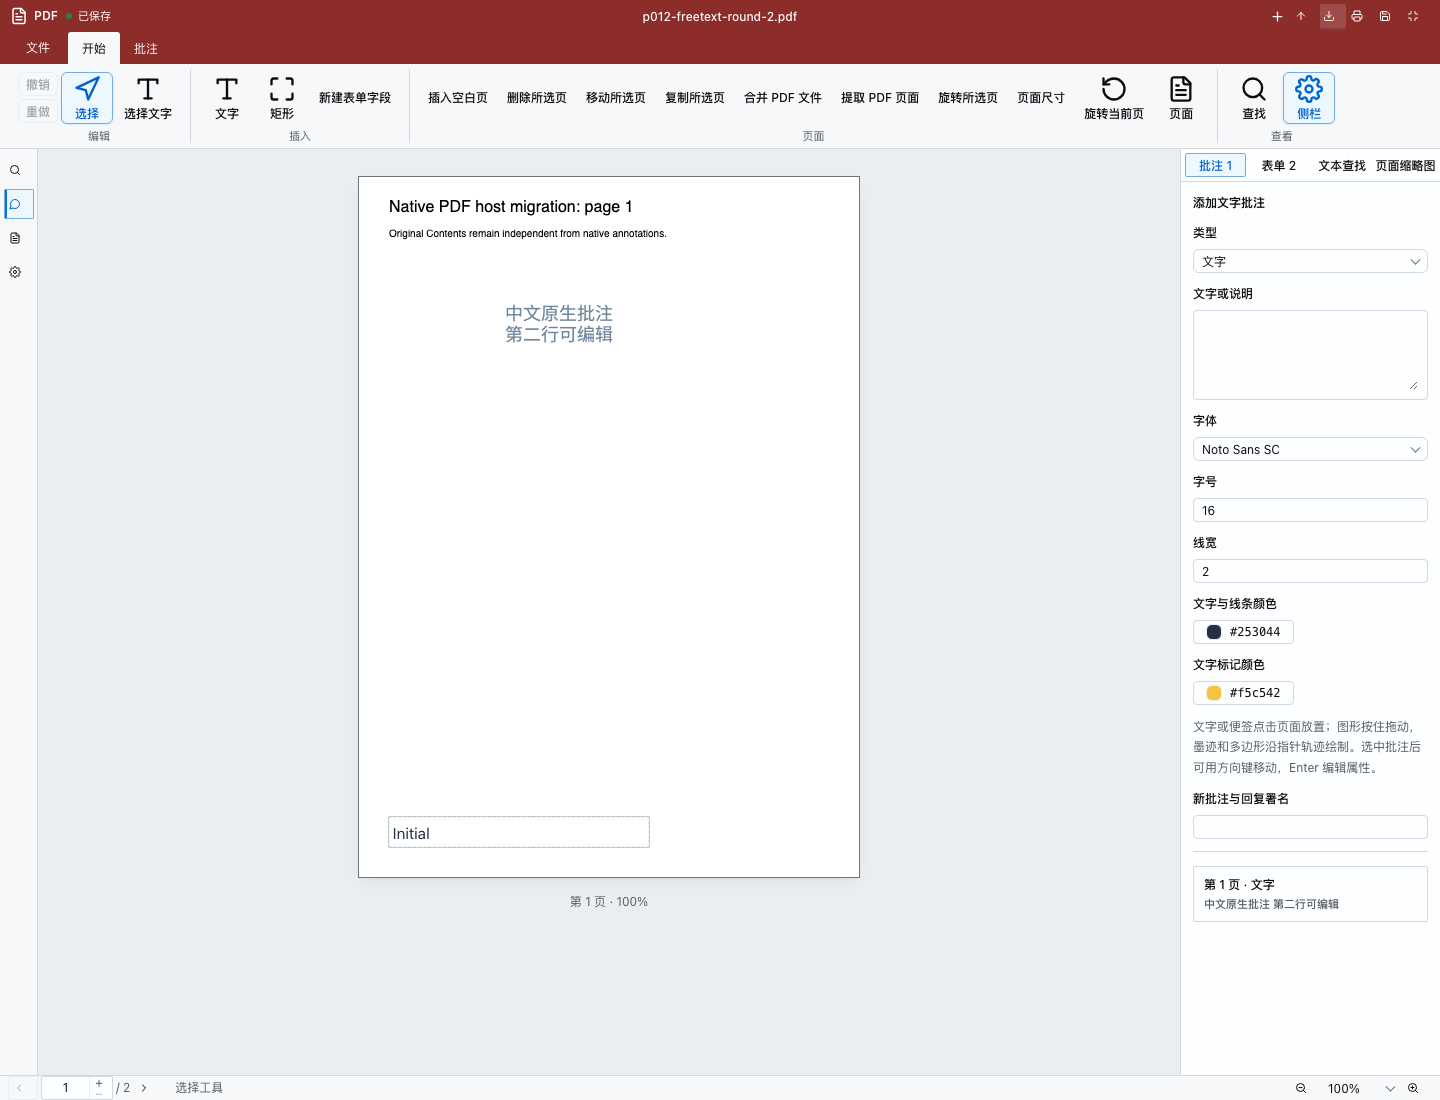 PDF 已保存
p012-freetext-round-2.pdf
文件 开始 批注
撤销
重做
选择 选择文字
编辑
文字 矩形 新建表单字段
插入
插入空白页 删除所选页 移动所选页 复制所选页 合并 PDF 文件 提取 PDF 页面 旋转所选页 页面尺寸 旋转当前页 页面
页面
查找 侧栏
查看
批注 1 表单 2 文本查找 页面缩略图
Native PDF host migration: page 1
Original Contents remain independent from native annotations.
中文原生批注
第二行可编辑
Initial
第 1 页 · 100%
添加文字批注
类型
文字
文字或说明
字体
Noto Sans SC
字号
16
线宽
2
文字与线条颜色
#253044
文字标记颜色
#f5c542
文字或便签点击页面放置；图形按住拖动，
墨迹和多边形沿指针轨迹绘制。选中批注后
可用方向键移动，Enter 编辑属性。
新批注与回复署名
第 1 页 · 文字
中文原生批注 第二行可编辑
1 / 2 选择工具
100%